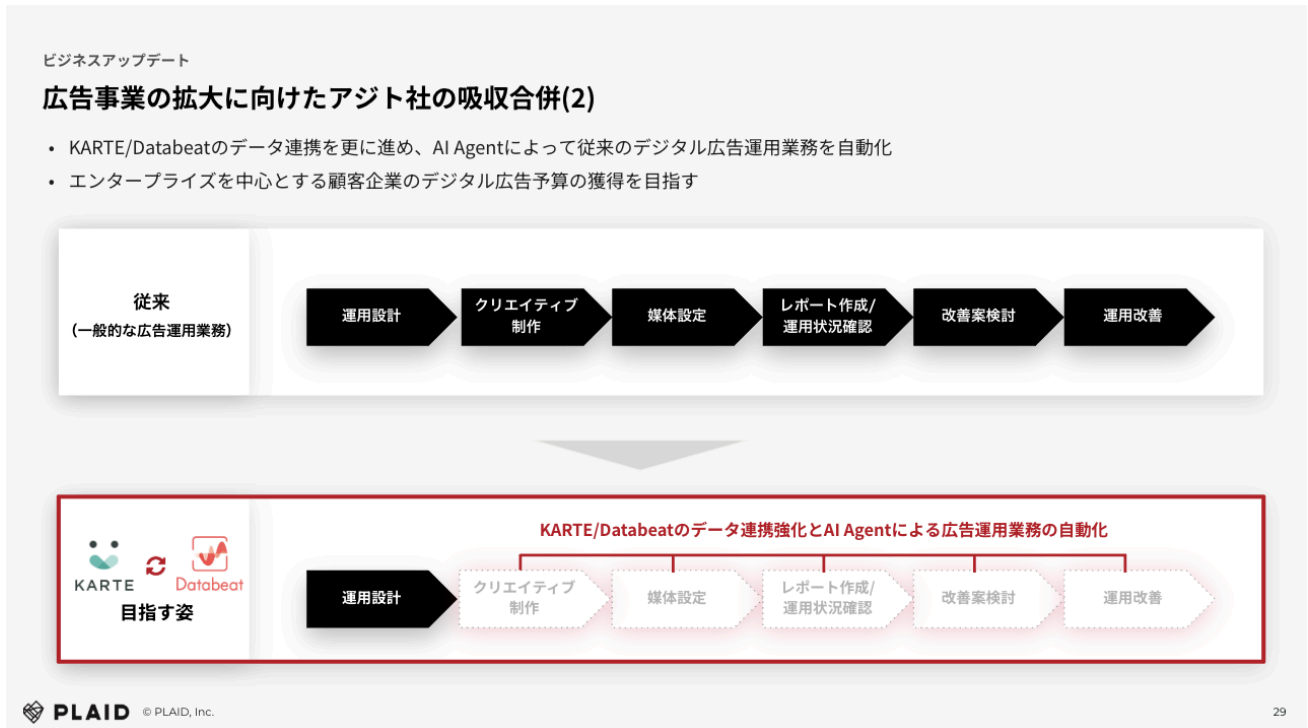 ビジネスアップデート
広告事業の拡大に向けたアジト社の吸収合併(2)
• KARTE/Databeatのデータ連携を更に進め、AI Agentによって従来のデジタル広告運用業務を自動化
• エンタープライズを中心とする顧客企業のデジタル広告予算の獲得を目指す
従来
(一般的な広告運用業務)
運用設計
クリエイティブ
制作
媒体設定
レポート作成/
運用状況確認
改善案検討
運用改善
KARTE
Databeat
目指す姿
KARTE/Databeatのデータ連携強化とAI Agentによる広告運用業務の自動化
運用設計
クリエイティブ
制作
媒体設定
レポート作成/
運用状況確認
改善案検討
運用改善
PLAID © PLAID, Inc.
29